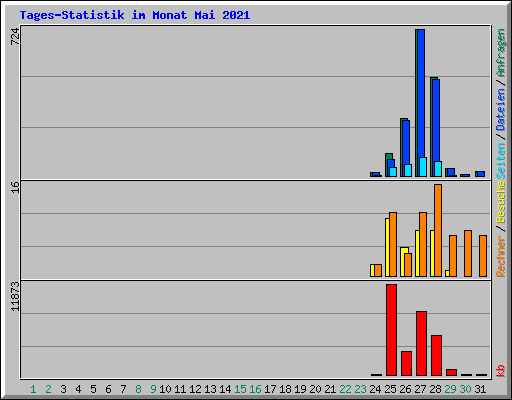 Tages-Statistik im Monat Mai 2021
724
16
11873
Rechner / Besuche Seiten / Dateien / Anfragen
kb
1 2 3 4 5 6 7 8 9 10 11 12 13 14 15 16 17 18 19 20 21 22 23 24 25 26 27 28 29 30 31